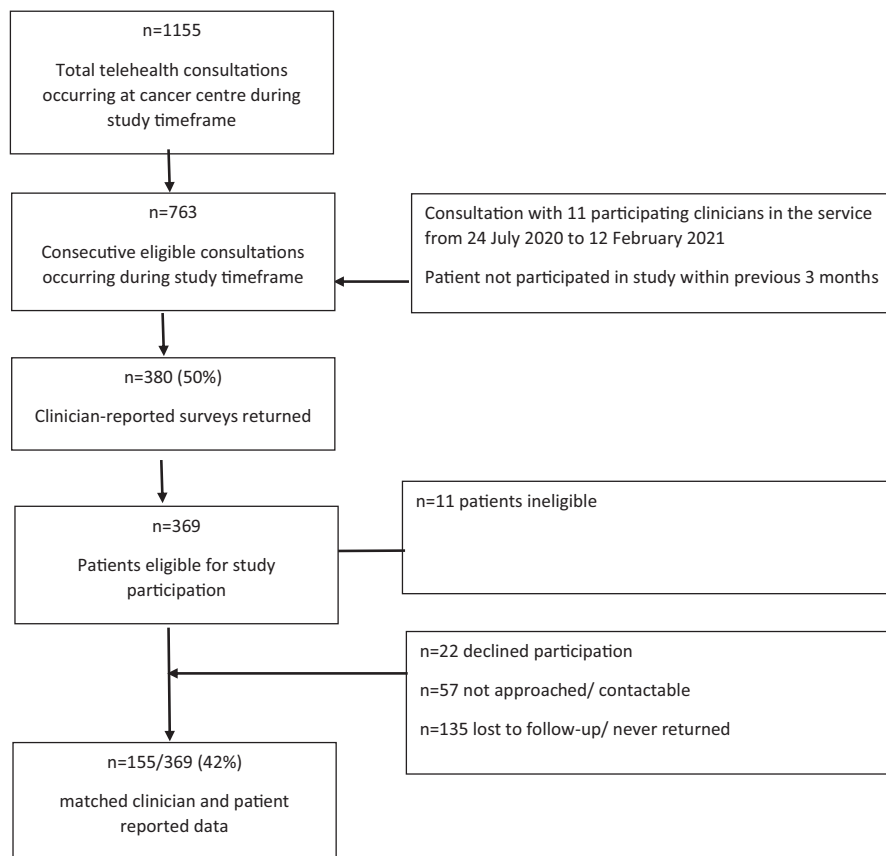 n=1155
Total telehealth consultations
occurring at cancer centre during
study timeframe
n=763
Consecutive eligible consultations
occurring during study timeframe
Consultation with 11 participating clinicians in the service
from 24 July 2020 to 12 February 2021
Patient not participated in study within previous 3 months
n=380 (50%)
Clinician-reported surveys returned
n=11 patients ineligible
n=369
Patients eligible for study
participation
n=22 declined participation
n=57 not approached/ contactable
n=135 lost to follow-up/ never returned
n=155/369 (42%)
matched clinician and patient
reported data